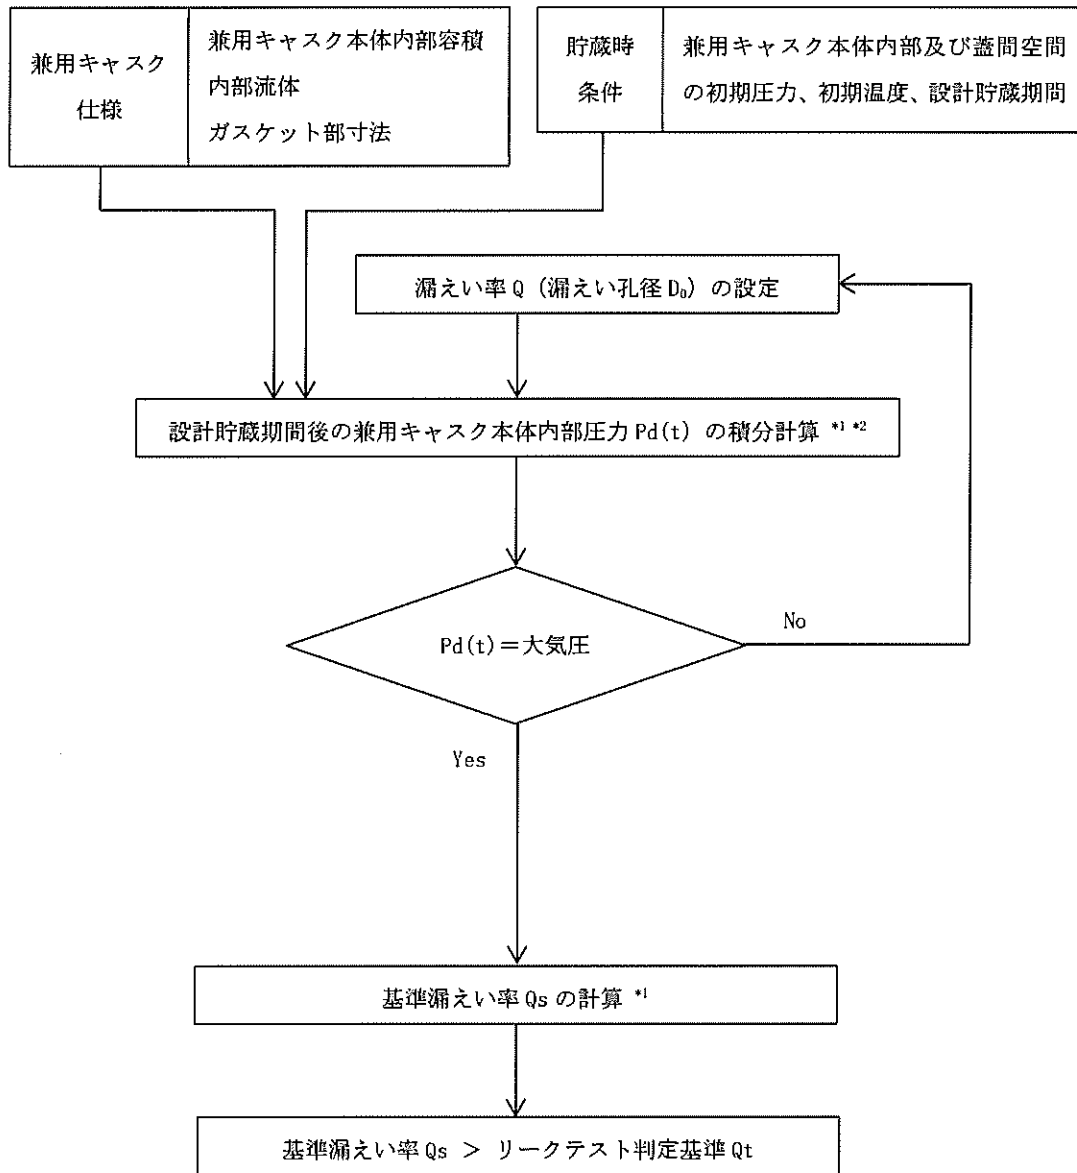 兼用キャスク
仕様
兼用キャスク本体内部容積
内部流体
ガスケット部寸法
貯蔵時
条件
兼用キャスク本体内部及び蓋間空間
の初期圧力、初期温度、設計貯蔵期間
漏えい率 Q（漏えい孔径 D₀）の設定
設計貯蔵期間後の兼用キャスク本体内部圧力 Pd(t) の積分計算 *1 *2
Pd(t)＝大気圧
No
Yes
基準漏えい率 Qs の計算 *1
基準漏えい率 Qs ＞ リークテスト判定基準 Qt